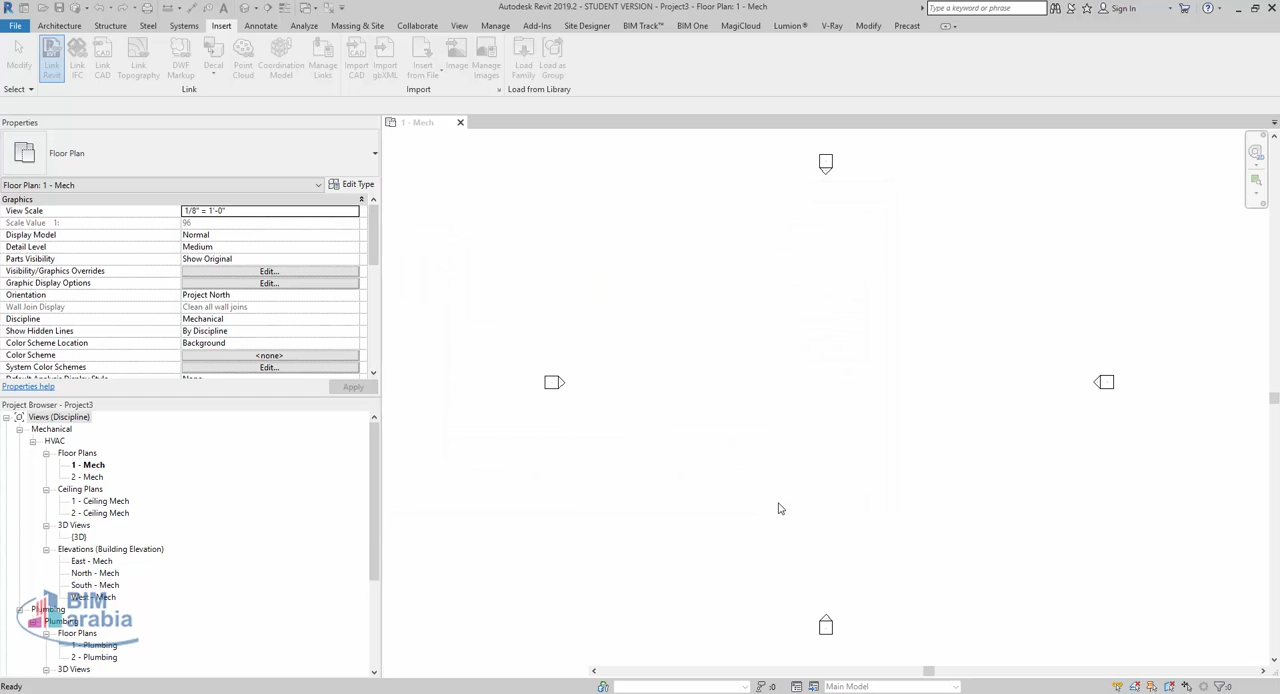 Autodesk Revit 2019.2 - STUDENT VERSION - Project3 - Floor Plan: 1 - Mech
Type a keyword or phrase
Sign In
File Architecture Structure Steel Systems Insert Annotate Analyze Massing & Site Collaborate View Manage Add-Ins Site Designer BIM Track™ BIM One MagiCloud Lumion® V-Ray Modify Precast
Modify
Link Revit
Link IFC
Link CAD
Link Topography
DWF Markup
Decal
Point Cloud
Coordination Model
Manage Links
Import CAD
Import gbXML
Insert from File
Image
Manage Images
Load Family
Load as Group
Select
Link
Import
Load from Library
Properties
1 - Mech
Floor Plan
Floor Plan: 1 - Mech
Edit Type
Graphics
View Scale 1/8" = 1'-0"
Scale Value 1: 96
Display Model Normal
Detail Level Medium
Parts Visibility Show Original
Visibility/Graphics Overrides Edit...
Graphic Display Options Edit...
Orientation Project North
Wall Join Display Clean all wall joins
Discipline Mechanical
Show Hidden Lines By Discipline
Color Scheme Location Background
Color Scheme <none>
System Color Schemes Edit...
Properties help
Apply
Project Browser - Project3
Views (Discipline)
Mechanical
HVAC
Floor Plans
1 - Mech
2 - Mech
Ceiling Plans
1 - Ceiling Mech
2 - Ceiling Mech
3D Views
{3D}
Elevations (Building Elevation)
East - Mech
North - Mech
South - Mech
West - Mech
Plumbing
Plumbing
Floor Plans
1 - Plumbing
2 - Plumbing
3D Views
BIM
arabia
Ready
:0
Main Model
:0